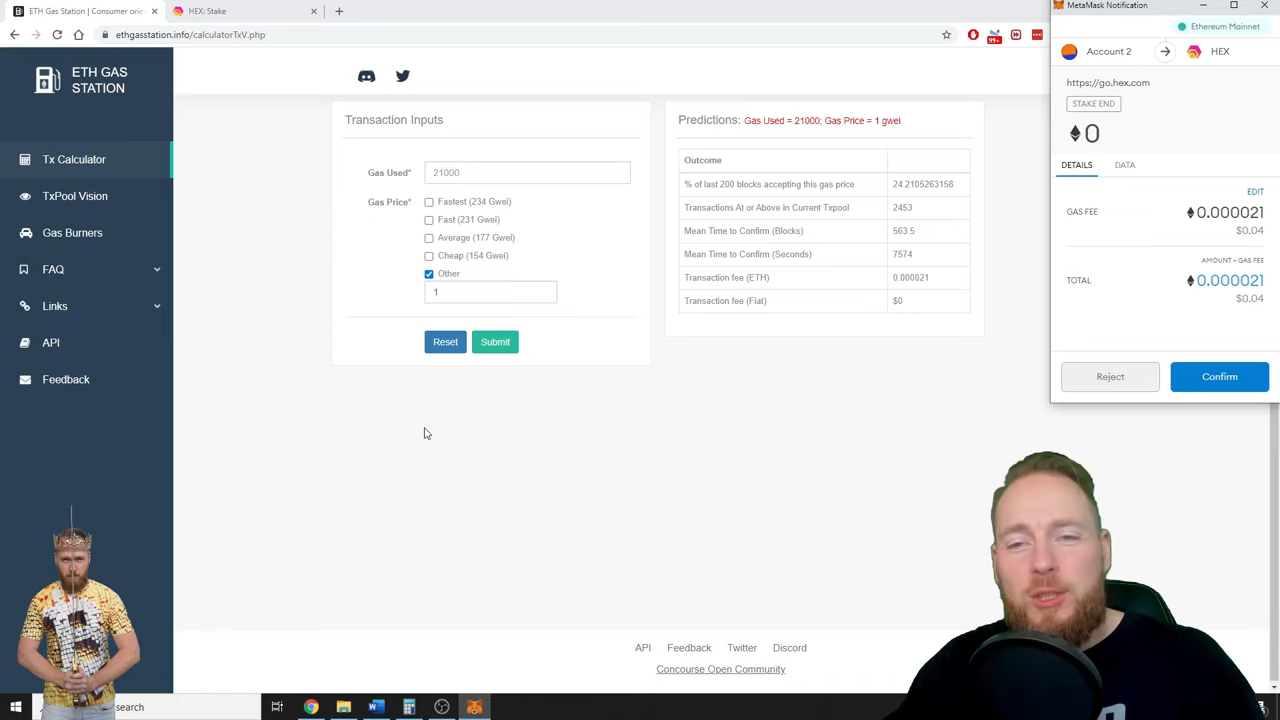 ETH Gas Station | Consumer orie
HEX: Stake
ethgasstation.info/calculatorTxV.php
99+
ETH GAS
STATION
Tx Calculator
TxPool Vision
Gas Burners
FAQ
Links
API
Feedback
Transaction Inputs
Gas Used*
21000
Gas Price*
Fastest (234 Gwei)
Fast (231 Gwei)
Average (177 Gwei)
Cheap (154 Gwei)
Other
1
Reset
Submit
Predictions: Gas Used = 21000; Gas Price = 1 gwei
Outcome
% of last 200 blocks accepting this gas price 24.2105263158
Transactions At or Above in Current Txpool 2453
Mean Time to Confirm (Blocks) 563.5
Mean Time to Confirm (Seconds) 7574
Transaction fee (ETH) 0.000021
Transaction fee (Fiat) $0
MetaMask Notification
Ethereum Mainnet
Account 2
HEX
https://go.hex.com
STAKE END
0
DETAILS
DATA
EDIT
GAS FEE
0.000021
$0.04
AMOUNT + GAS FEE
TOTAL
0.000021
$0.04
Reject
Confirm
API
Feedback
Twitter
Discord
Concourse Open Community
search